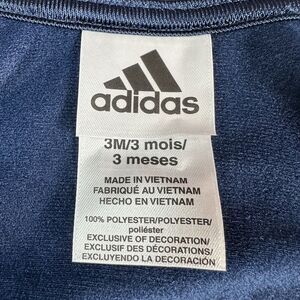 adidas
3M/3 mois/
3 meses
MADE IN VIETNAM
FABRIQUÉ AU VIETNAM
HECHO EN VIETNAM
100% POLYESTER/POLYESTER/
poliéster
EXCLUSIVE OF DECORATION/
EXCLUSIF DES DÉCORATION/
EXCLUYENDO LA DECORACIÓN